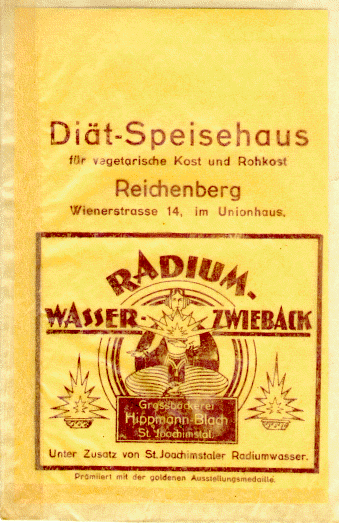 Diät-Speisehaus
für vegetarische Kost und Rohkost
Reichenberg
Wienerstrasse 14, im Unionhaus.
RADIUM-
WASSER-ZWIEBACK
Grossbäckerei
Hippmann-Blach
St. Joachimstal.
Unter Zusatz von St. Joachimstaler Radiumwasser.
Prämiiert mit der goldenen Ausstellungsmedaille.